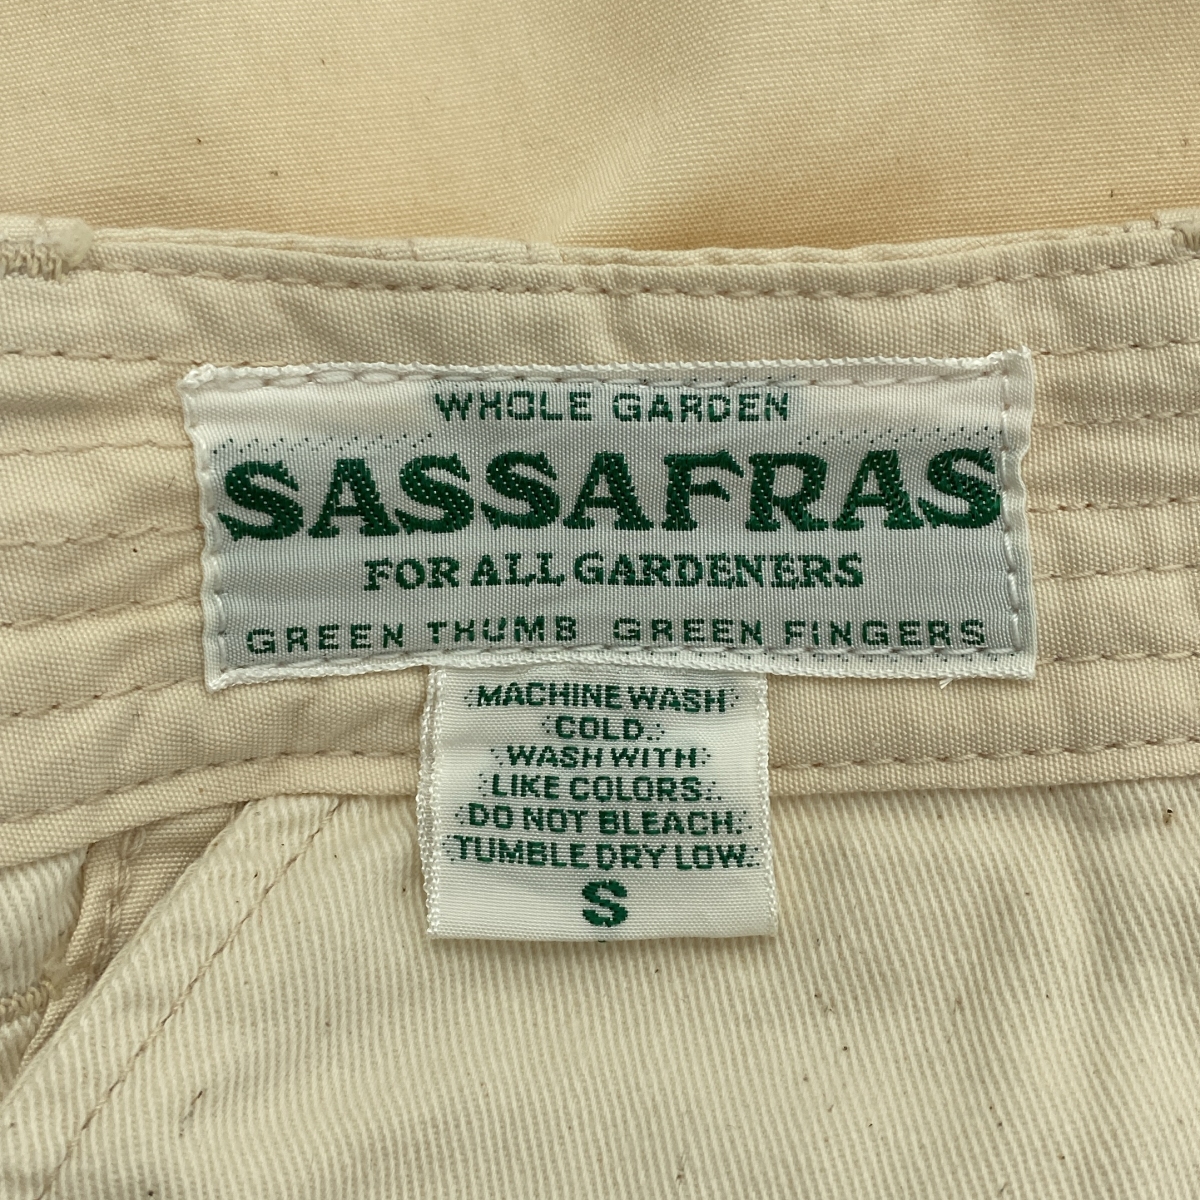 WHOLE GARDEN
SASSAFRAS
FOR ALL GARDENERS
GREEN THUMB GREEN FINGERS
MACHINE WASH
COLD.
WASH WITH
LIKE COLORS.
DO NOT BLEACH.
TUMBLE DRY LOW.
S